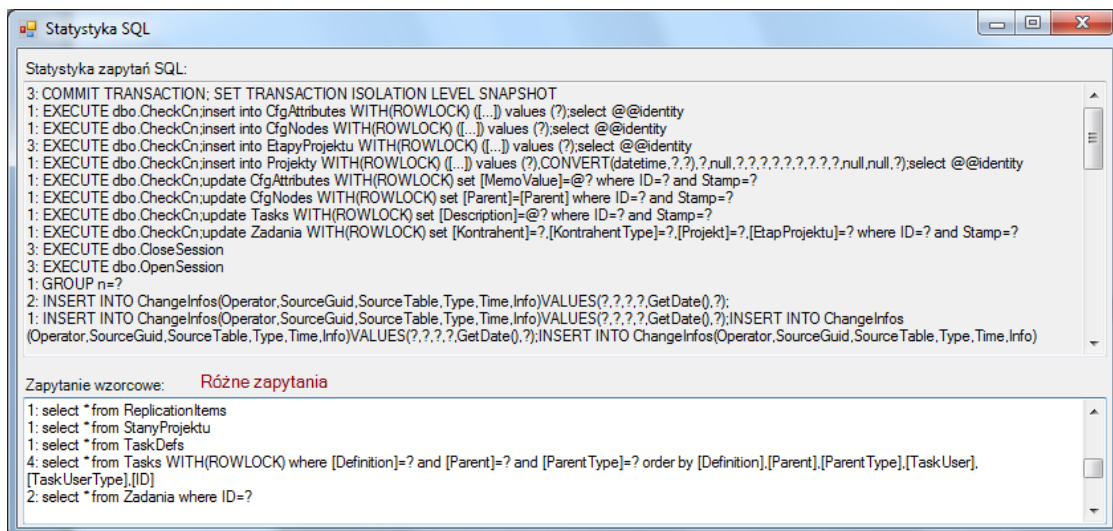 Statystyka SQL
Statystyka zapytań SQL:
3: COMMIT TRANSACTION; SET TRANSACTION ISOLATION LEVEL SNAPSHOT
1: EXECUTE dbo.CheckCn;insert into CfgAttributes WITH(ROWLOCK) ([...]) values (?);select @@identity
1: EXECUTE dbo.CheckCn;insert into CfgNodes WITH(ROWLOCK) ([...]) values (?);select @@identity
3: EXECUTE dbo.CheckCn;insert into EtapyProjektu WITH(ROWLOCK) ([...]) values (?);select @@identity
1: EXECUTE dbo.CheckCn;insert into Projekty WITH(ROWLOCK) ([...]) values (?).CONVERT(datetime,?,?),?,null,?,?,?,?,?,?,?,?,?,null,null,?);select @@identity
1: EXECUTE dbo.CheckCn;update CfgAttributes WITH(ROWLOCK) set [MemoValue]=@? where ID=? and Stamp=?
1: EXECUTE dbo.CheckCn;update CfgNodes WITH(ROWLOCK) set [Parent]=[Parent] where ID=? and Stamp=?
1: EXECUTE dbo.CheckCn;update Tasks WITH(ROWLOCK) set [Description]=@? where ID=? and Stamp=?
1: EXECUTE dbo.CheckCn;update Zadania WITH(ROWLOCK) set [Kontrahent]=?,[KontrahentType]=?,[Projekt]=?,[EtapProjektu]=? where ID=? and Stamp=?
3: EXECUTE dbo.CloseSession
3: EXECUTE dbo.OpenSession
1: GROUP n=?
2: INSERT INTO ChangeInfos(Operator,SourceGuid,SourceTable,Type,Time,Info)VALUES(?,?,?,?,GetDate(),?);
1: INSERT INTO ChangeInfos(Operator,SourceGuid,SourceTable,Type,Time,Info)VALUES(?,?,?,?,GetDate(),?);INSERT INTO ChangeInfos
(Operator,SourceGuid,SourceTable,Type,Time,Info)VALUES(?,?,?,?,GetDate(),?);INSERT INTO ChangeInfos(Operator,SourceGuid,SourceTable,Type,Time,Info)
Zapytanie wzorcowe: Różne zapytania
1: select * from ReplicationItems
1: select * from StanyProjektu
1: select * from TaskDefs
4: select * from Tasks WITH(ROWLOCK) where [Definition]=? and [Parent]=? and [ParentType]=? order by [Definition],[Parent],[ParentType],[TaskUser],
[TaskUserType],[ID]
2: select * from Zadania where ID=?